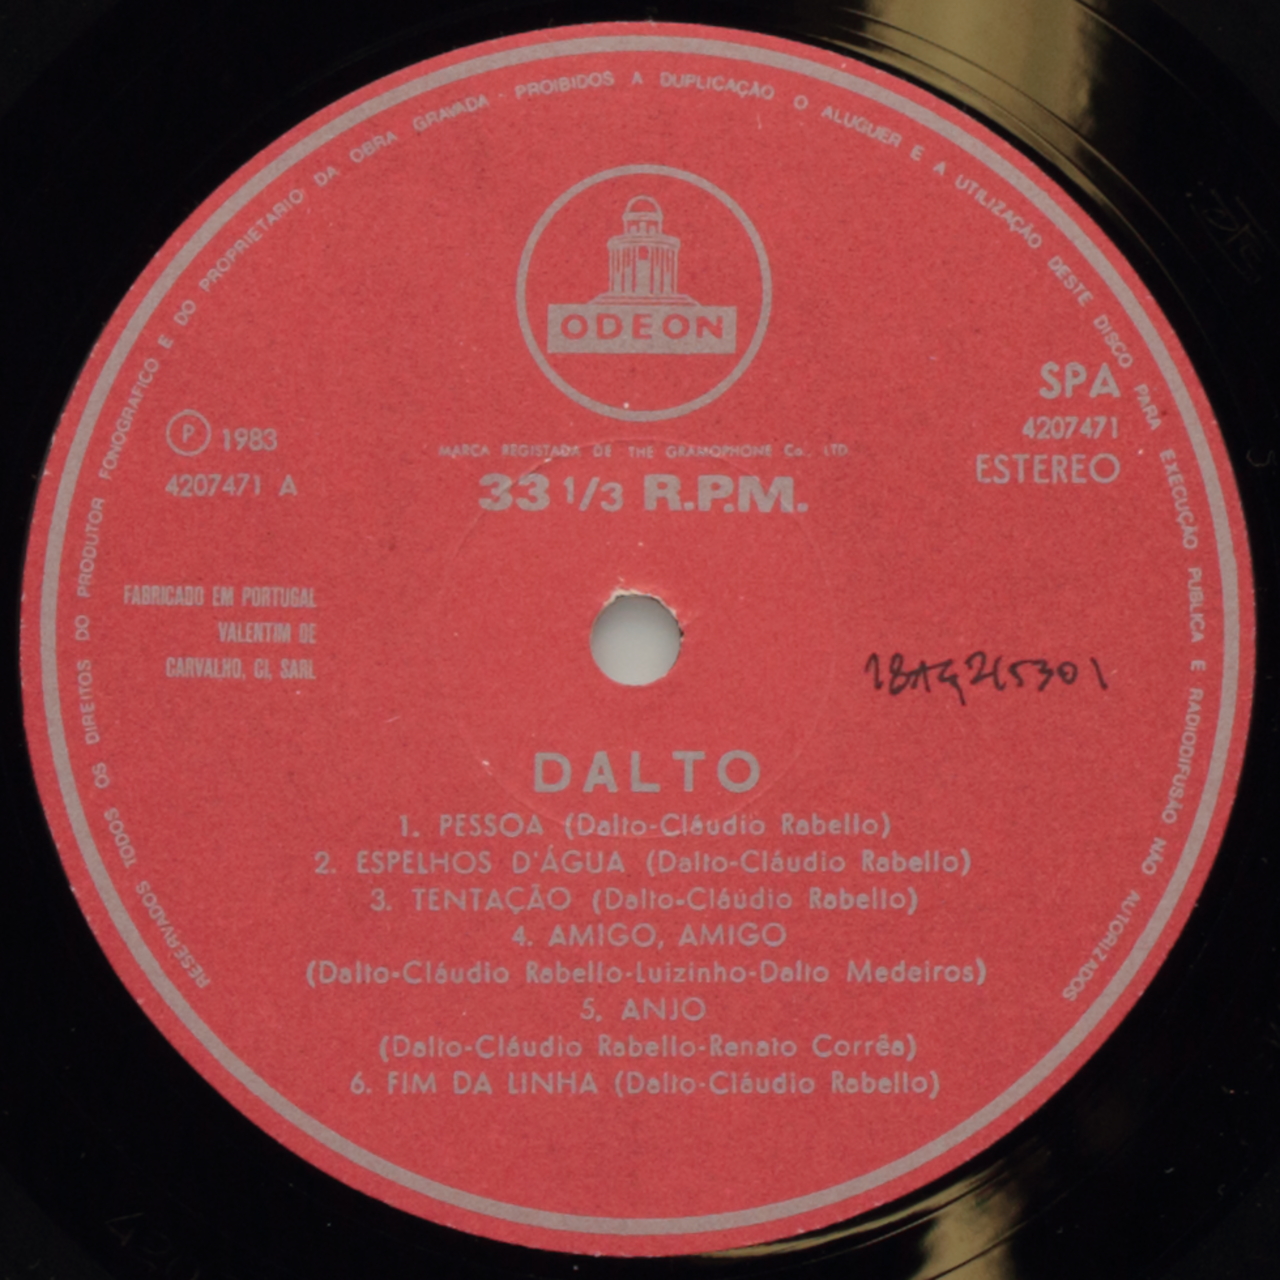 RESERVADOS TODOS OS DIREITOS DO PRODUTOR FONOGRAFICO E DO PROPRIETARIO DA OBRA GRAVADA - PROIBIDOS A DUPLICAÇÃO O ALUGUER E A UTILIZAÇÃO DESTE DISCO PARA EXECUÇÃO PUBLICA E RADIODIFUSÃO NÃO AUTORIZADOS
ODEON
MARCA REGISTADA DE THE GRAMOPHONE Co., LTD.
33 1/3 R.P.M.
Ⓟ 1983
4207471 A
SPA
4207471
ESTEREO
FABRICADO EM PORTUGAL
VALENTIM DE
CARVALHO, CI, SARL
DALTO
1. PESSOA (Dalto-Cláudio Rabello)
2. ESPELHOS D'ÁGUA (Dalto-Cláudio Rabello)
3. TENTAÇÃO (Dalto-Cláudio Rabello)
4. AMIGO, AMIGO
(Dalto-Cláudio Rabello-Luizinho-Dalto Medeiros)
5. ANJO
(Dalto-Cláudio Rabello-Renato Corrêa)
6. FIM DA LINHA (Dalto-Cláudio Rabello)